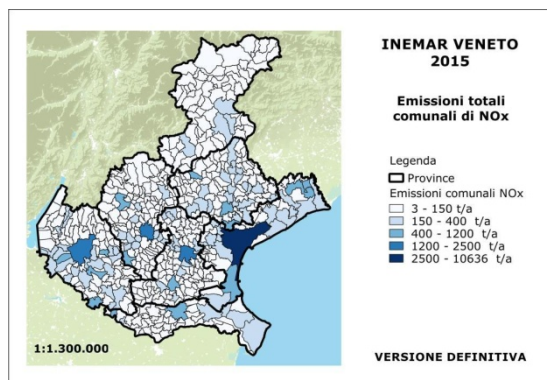 INEMAR VENETO
2015
Emissioni totali
comunali di NOx
Legenda
Province
Emissioni comunali NOx
3 - 150 t/a
150 - 400 t/a
400 - 1200 t/a
1200 - 2500 t/a
2500 - 10636 t/a
1:1.300.000
VERSIONE DEFINITIVA